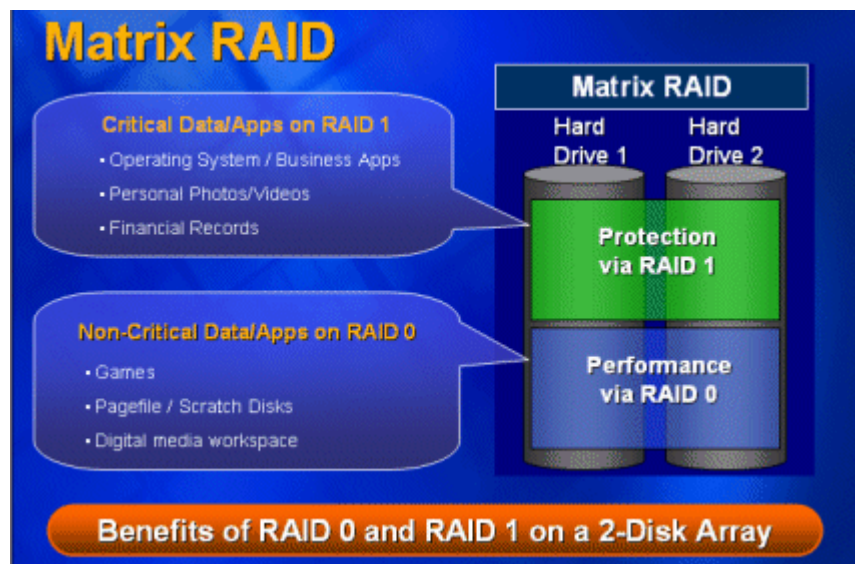 Matrix RAID
Critical Data/Apps on RAID 1
• Operating System / Business Apps
• Personal Photos/Videos
• Financial Records
Non-Critical Data/Apps on RAID 0
• Games
• Pagefile / Scratch Disks
• Digital media workspace
Matrix RAID
Hard
Drive 1
Hard
Drive 2
Protection
via RAID 1
Performance
via RAID 0
Benefits of RAID 0 and RAID 1 on a 2-Disk Array